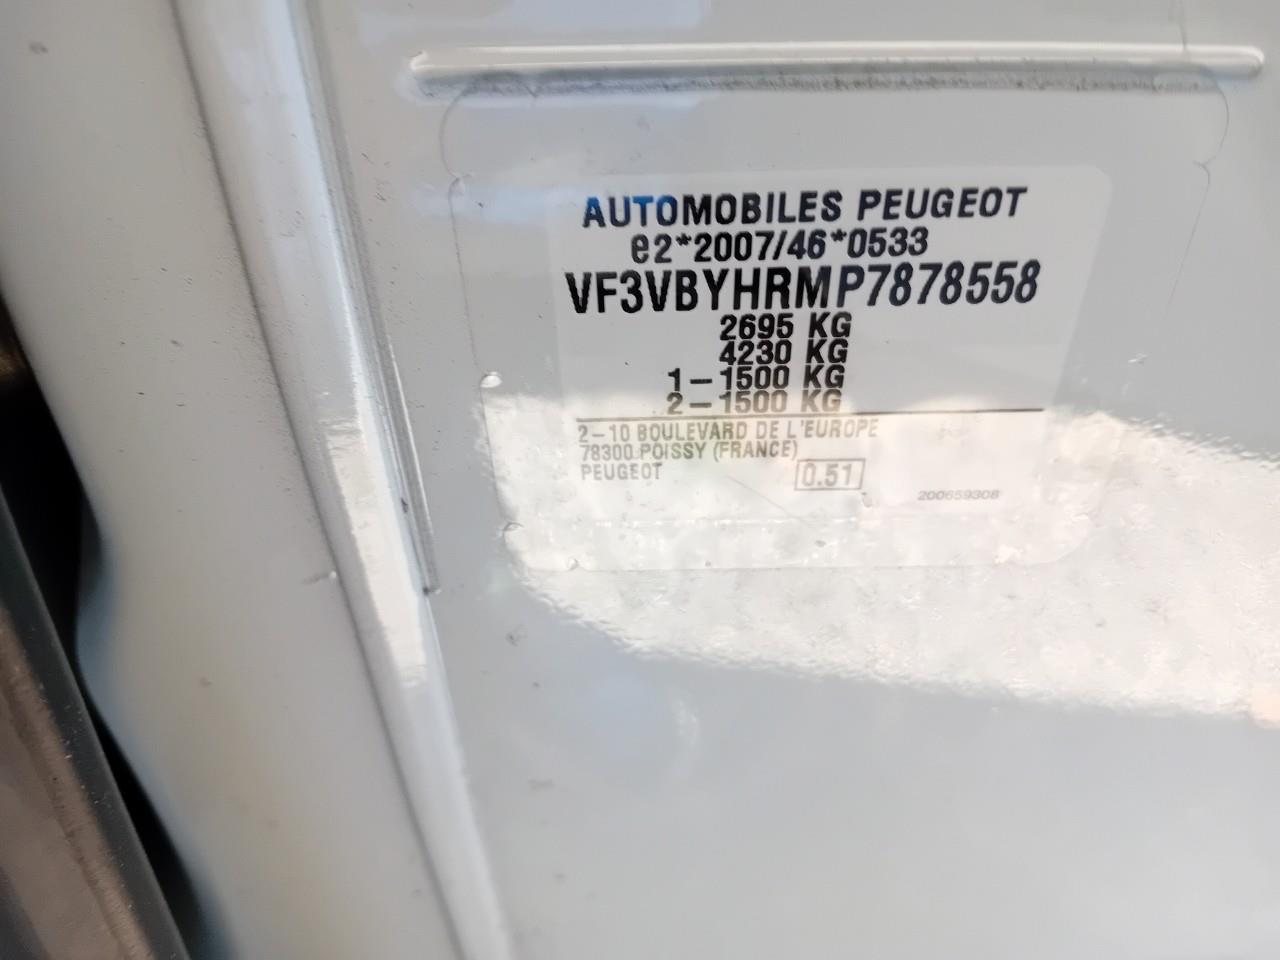 AUTOMOBILES PEUGEOT
e2*2007/46*0533
VF3VBYHRMP7878558
2695 KG
4230 KG
1–1500 KG
2–1500 KG
2–10 BOULEVARD DE L'EUROPE
78300 POISSY (FRANCE)
PEUGEOT 0.51
200659308